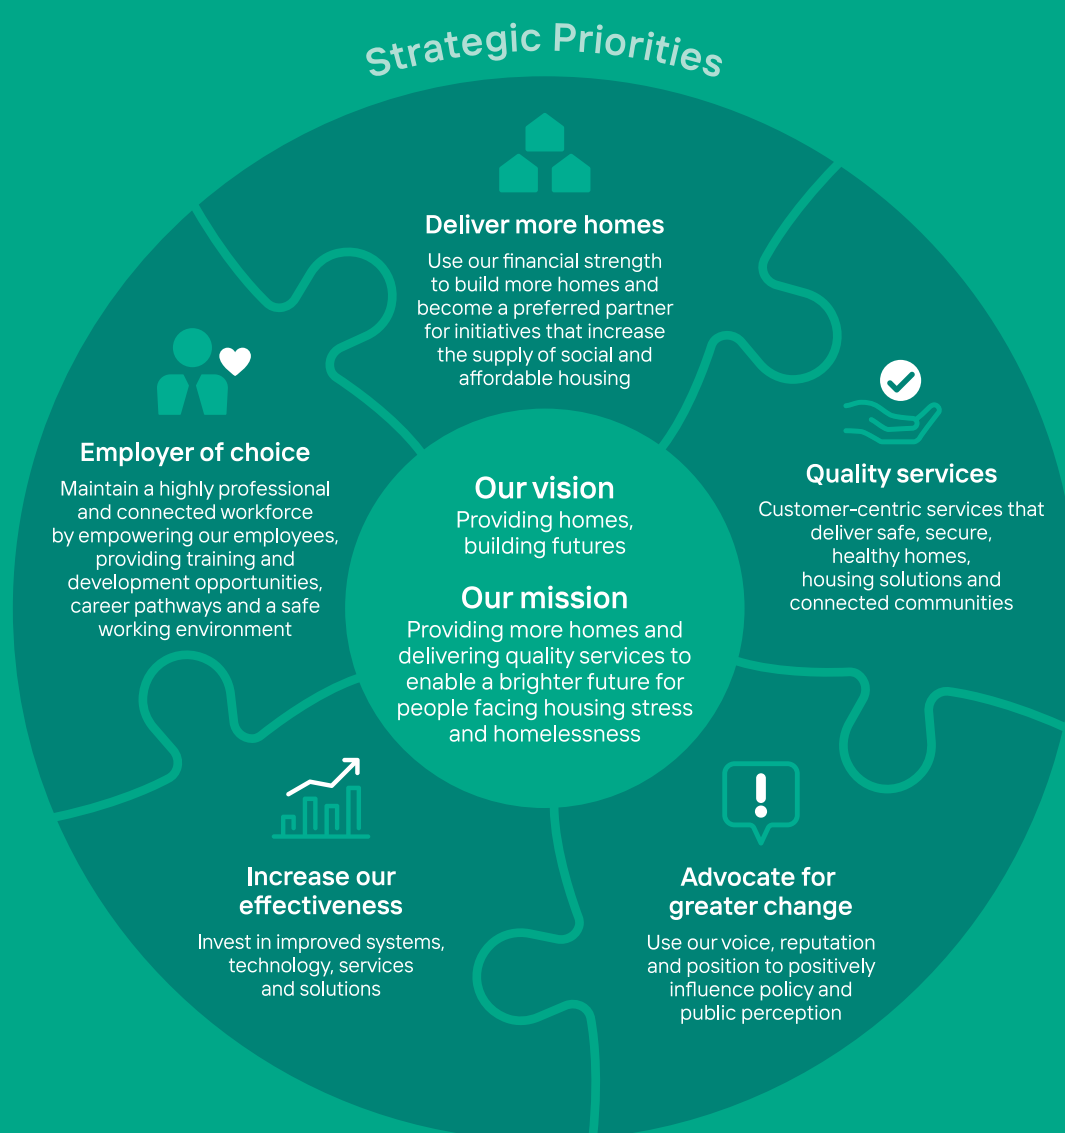 Strategic Priorities
Deliver more homes
Use our financial strength
to build more homes and
become a preferred partner
for initiatives that increase
the supply of social and
affordable housing
Quality services
Customer-centric services that
deliver safe, secure,
healthy homes,
housing solutions and
connected communities
Advocate for
greater change
Use our voice, reputation
and position to positively
influence policy and
public perception
Increase our
effectiveness
Invest in improved systems,
technology, services
and solutions
Employer of choice
Maintain a highly professional
and connected workforce
by empowering our employees,
providing training and
development opportunities,
career pathways and a safe
working environment
Our vision
Providing homes,
building futures
Our mission
Providing more homes and
delivering quality services to
enable a brighter future for
people facing housing stress
and homelessness